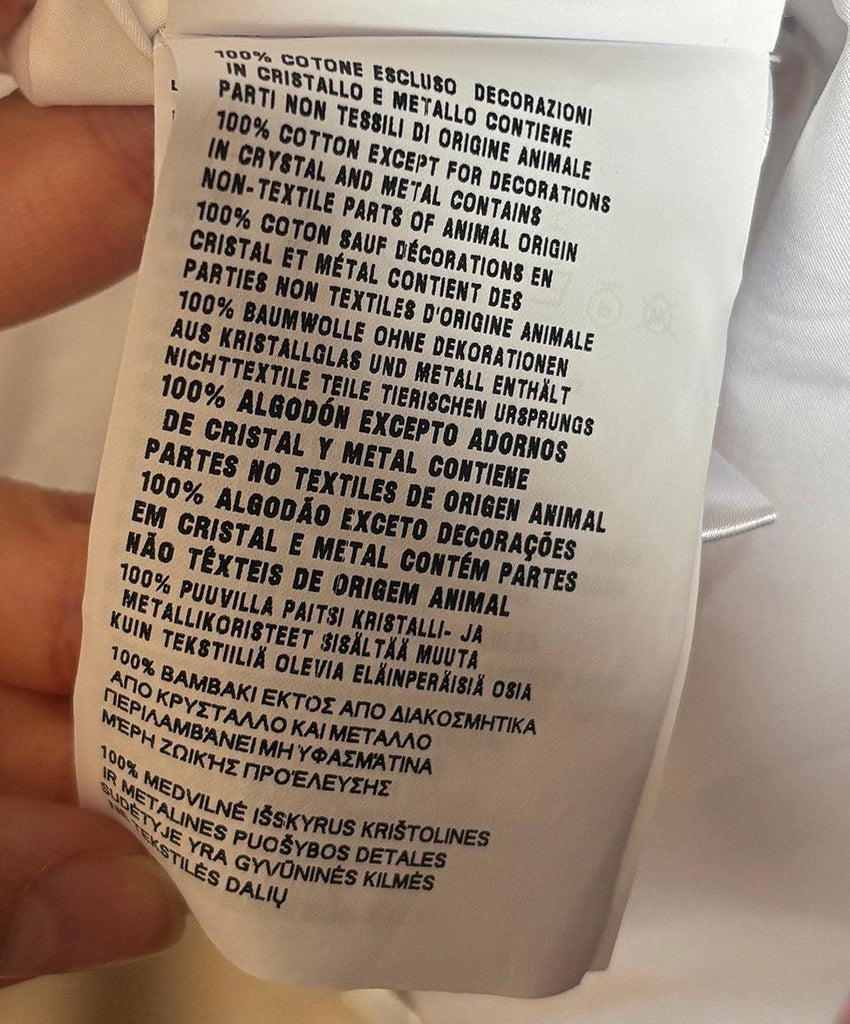 100% COTONE ESCLUSO DECORAZIONI
IN CRISTALLO E METALLO CONTIENE
PARTI NON TESSILI DI ORIGINE ANIMALE
100% COTTON EXCEPT FOR DECORATIONS
IN CRYSTAL AND METAL CONTAINS
NON-TEXTILE PARTS OF ANIMAL ORIGIN
100% COTON SAUF DÉCORATIONS EN
CRISTAL ET MÉTAL CONTIENT DES
PARTIES NON TEXTILES D'ORIGINE ANIMALE
100% BAUMWOLLE OHNE DEKORATIONEN
AUS KRISTALLGLAS UND METALL ENTHÄLT
NICHTTEXTILE TEILE TIERISCHEN URSPRUNGS
100% ALGODÓN EXCEPTO ADORNOS
DE CRISTAL Y METAL CONTIENE
PARTES NO TEXTILES DE ORIGEN ANIMAL
100% ALGODÃO EXCETO DECORAÇÕES
EM CRISTAL E METAL CONTÉM PARTES
NÃO TÊXTEIS DE ORIGEM ANIMAL
100% PUUVILLA PAITSI KRISTALLI- JA
METALLIKORISTEET SISÄLTÄÄ MUUTA
KUIN TEKSTIILIÄ OLEVIA ELÄINPERÄISIÄ OSIA
100% ΒΑΜΒΑΚΙ ΕΚΤΟΣ ΑΠΟ ΔΙΑΚΟΣΜΗΤΙΚΑ
ΑΠΟ ΚΡΥΣΤΑΛΛΟ ΚΑΙ ΜΕΤΑΛΛΟ
ΠΕΡΙΛΑΜΒΆΝΕΙ ΜΗ ΥΦΑΣΜΆΤΙΝΑ
ΜΈΡΗ ΖΩΙΚΉΣ ΠΡΟΈΛΕΥΣΗΣ
100% MEDVILNĖ IŠSKYRUS KRIŠTOLINES
IR METALINES PUOŠYBOS DETALES
SUDĖTYJE YRA GYVŪNINĖS KILMĖS
TEKSTILĖS DALIŲ